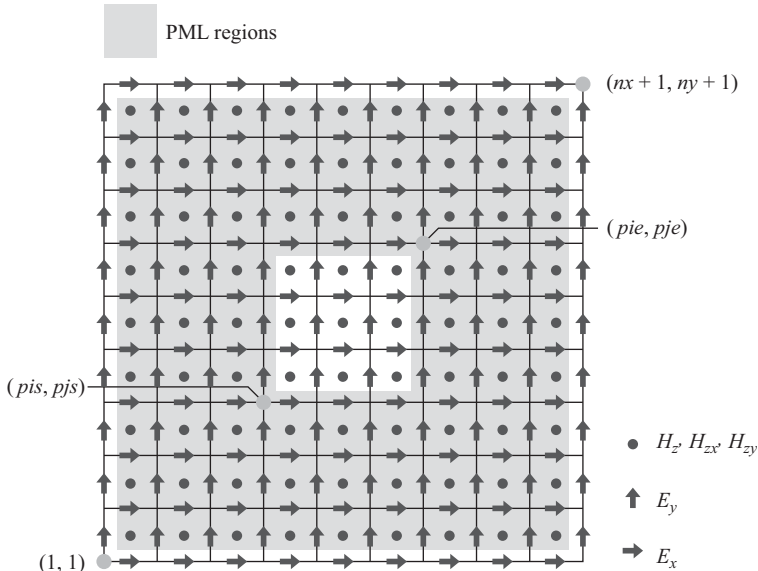 PML regions
(nx + 1, ny + 1)
(pie, pje)
(pis, pjs)
H_z, H_zx, H_zy
E_y
(1, 1)
E_x